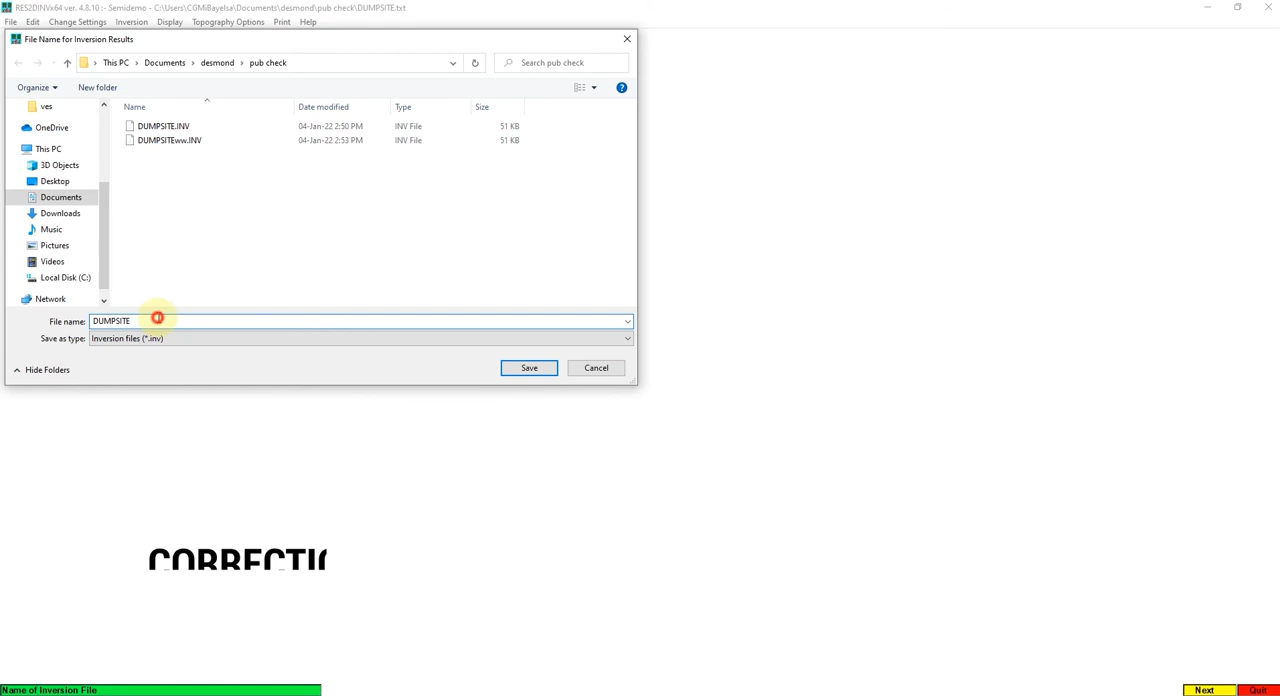 RES2DINVx64 ver. 4.8.10 :- Semidemo - C:\Users\CGMiBayelsa\Documents\desmond\pub check\DUMPSITE.txt
File Edit Change Settings Inversion Display Topography Options Print Help
File Name for Inversion Results
This PC > Documents > desmond > pub check
Search pub check
Organize New folder
Name Date modified Type Size
ves
OneDrive
This PC
3D Objects
Desktop
Documents
Downloads
Music
Pictures
Videos
Local Disk (C:)
Network
DUMPSITE.INV 04-Jan-22 2:50 PM INV File 51 KB
DUMPSITEww.INV 04-Jan-22 2:53 PM INV File 51 KB
File name: DUMPSITE
Save as type: Inversion files (*.inv)
Hide Folders Save Cancel
Name of Inversion File Next Quit